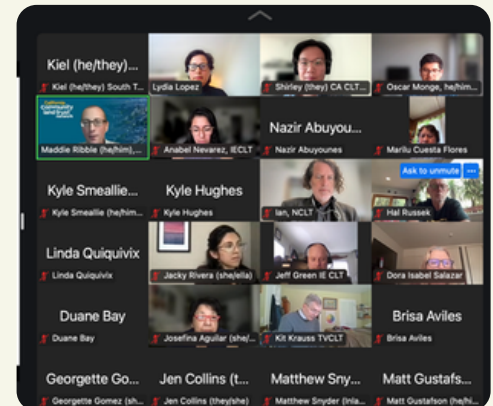 Kiel (he/they)...
Kiel (he/they) South T...
Lydia Lopez
Shirley (they) CA CLT...
Oscar Monge, he/him...
California
Community
land trust
network
Maddie Ribble (he/him),...
Anabel Nevarez, IECLT
Nazir Abuyou...
Nazir Abuyounes
Marilu Cuesta Flores
Kyle Smeallie...
Kyle Smeallie (he/him...
Kyle Hughes
Kyle Hughes
Ian, NCLT
Ask to unmute ...
Hal Russek
Linda Quiquivix
Linda Quiquivix
Jacky Rivera (she/ella)
Jeff Green IE CLT
Dora Isabel Salazar
Duane Bay
Duane Bay
Josefina Aguilar (she/...
Kit Krauss TVCLT
Brisa Aviles
Brisa Aviles
Georgette Go...
Georgette Gomez (sh...
Jen Collins (t...
Jen Collins (they/she)
Matthew Sny...
Matthew Snyder (Inla...
Matt Gustafs...
Matt Gustafson (he/hi...